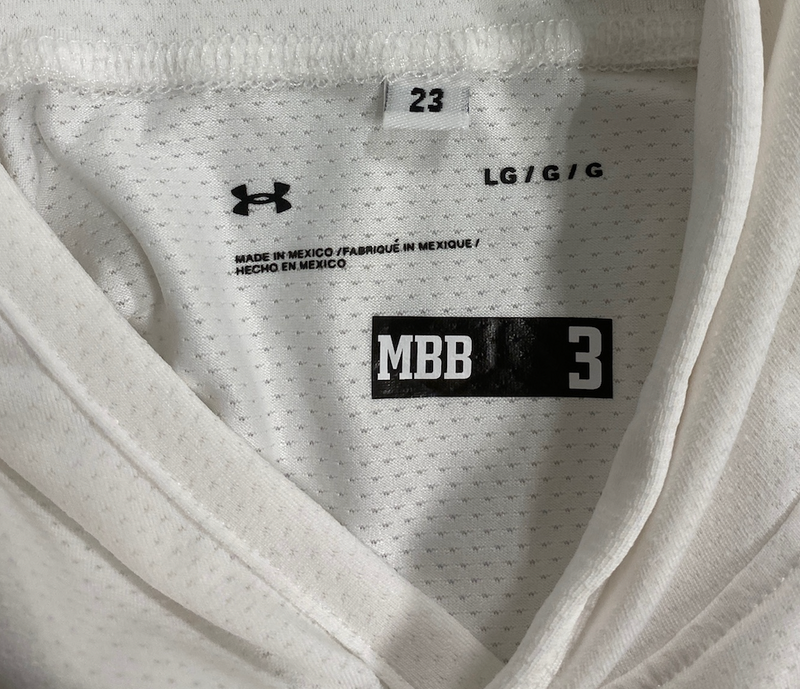 23
LG / G / G
MADE IN MEXICO / FABRIQUÉ IN MEXIQUE /
HECHO EN MEXICO
MBB 3